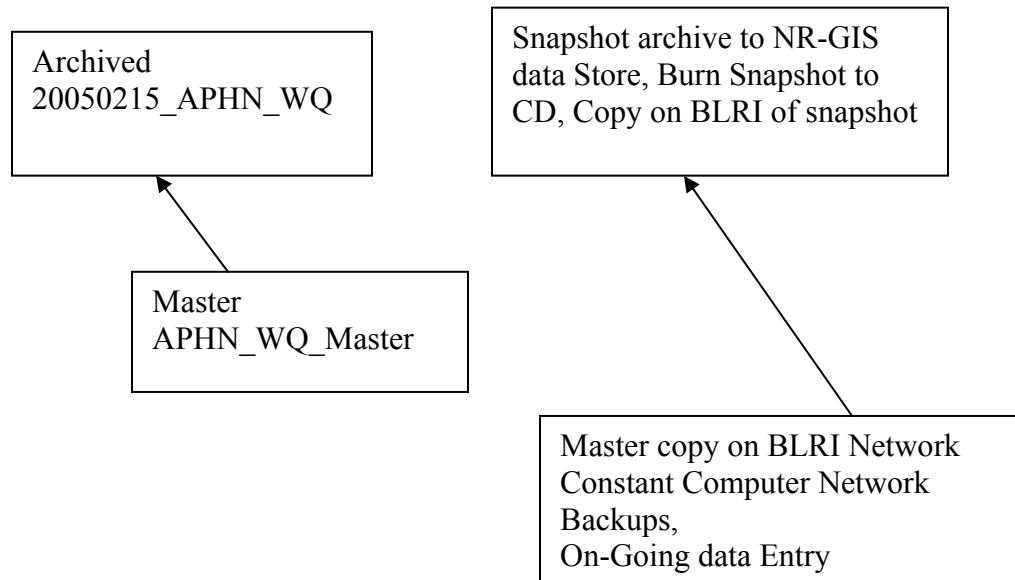 Archived
20050215_APHN_WQ
Snapshot archive to NR-GIS
data Store, Burn Snapshot to
CD, Copy on BLRI of snapshot
Master
APHN_WQ_Master
Master copy on BLRI Network
Constant Computer Network
Backups,
On-Going data Entry